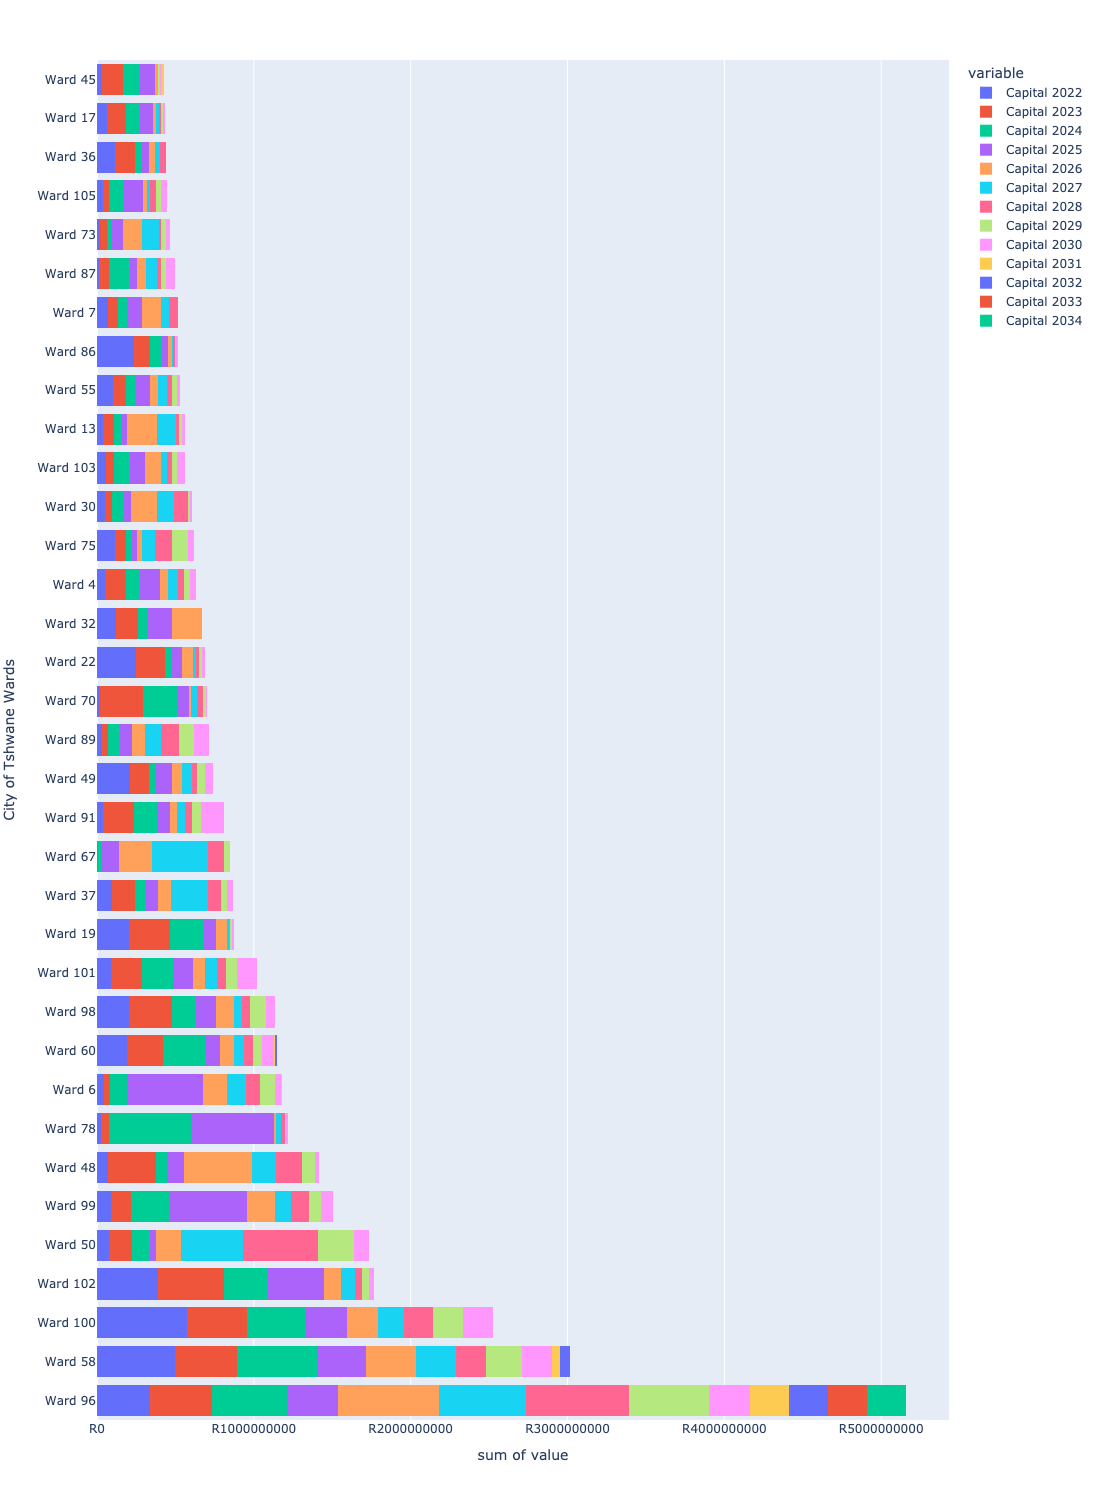 variable
Capital 2022
Capital 2023
Capital 2024
Capital 2025
Capital 2026
Capital 2027
Capital 2028
Capital 2029
Capital 2030
Capital 2031
Capital 2032
Capital 2033
Capital 2034
City of Tshwane Wards
Ward 45
Ward 17
Ward 36
Ward 105
Ward 73
Ward 87
Ward 7
Ward 86
Ward 55
Ward 13
Ward 103
Ward 30
Ward 75
Ward 4
Ward 32
Ward 22
Ward 70
Ward 89
Ward 49
Ward 91
Ward 67
Ward 37
Ward 19
Ward 101
Ward 98
Ward 60
Ward 6
Ward 78
Ward 48
Ward 99
Ward 50
Ward 102
Ward 100
Ward 58
Ward 96
R0 R1000000000 R2000000000 R3000000000 R4000000000 R5000000000
sum of value